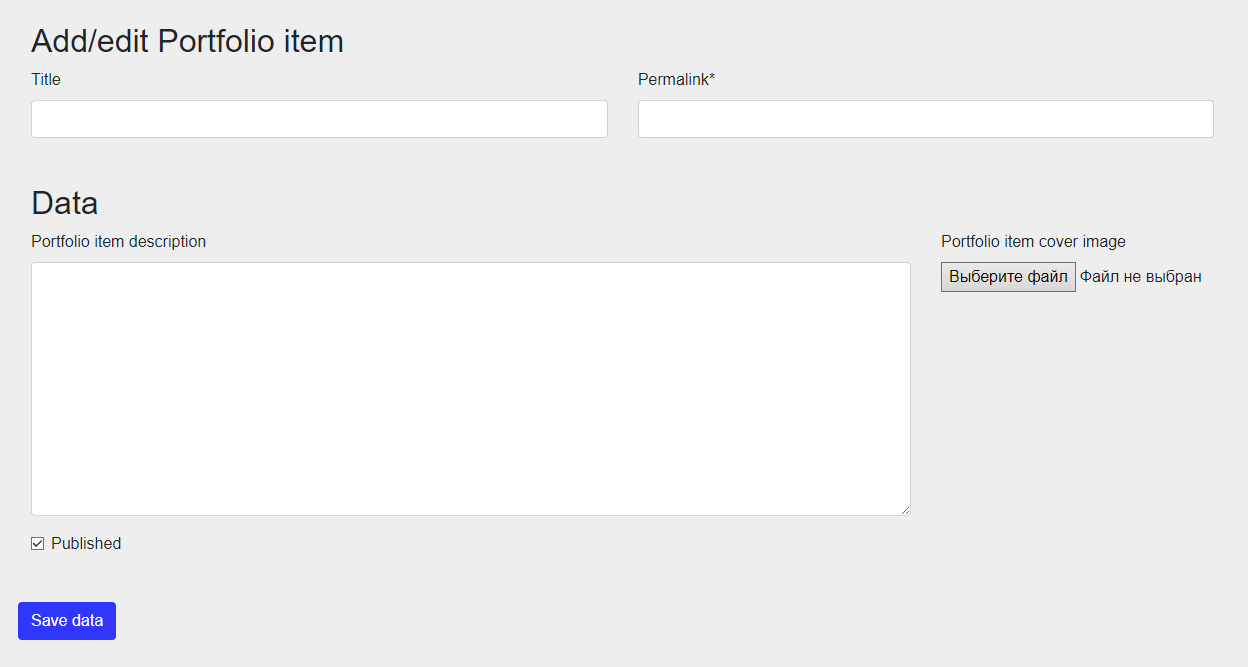 Add/edit Portfolio item
Title
Permalink*
Data
Portfolio item description
Portfolio item cover image
Выберите файл Файл не выбран
Published
Save data